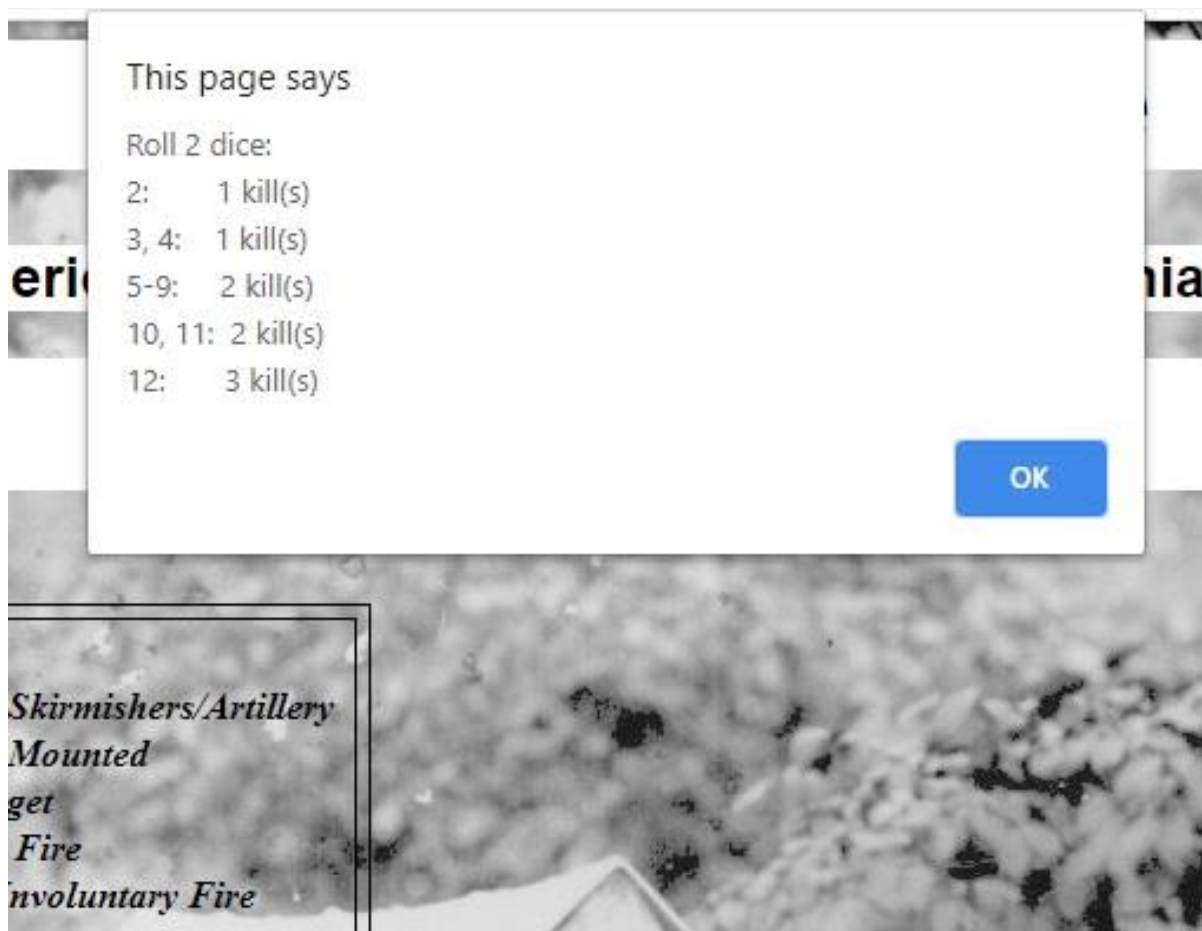 This page says
Roll 2 dice:
2: 1 kill(s)
3, 4: 1 kill(s)
5-9: 2 kill(s)
10, 11: 2 kill(s)
12: 3 kill(s)
OK
Skirmishers/Artillery
Mounted
get
Fire
nvoluntary Fire